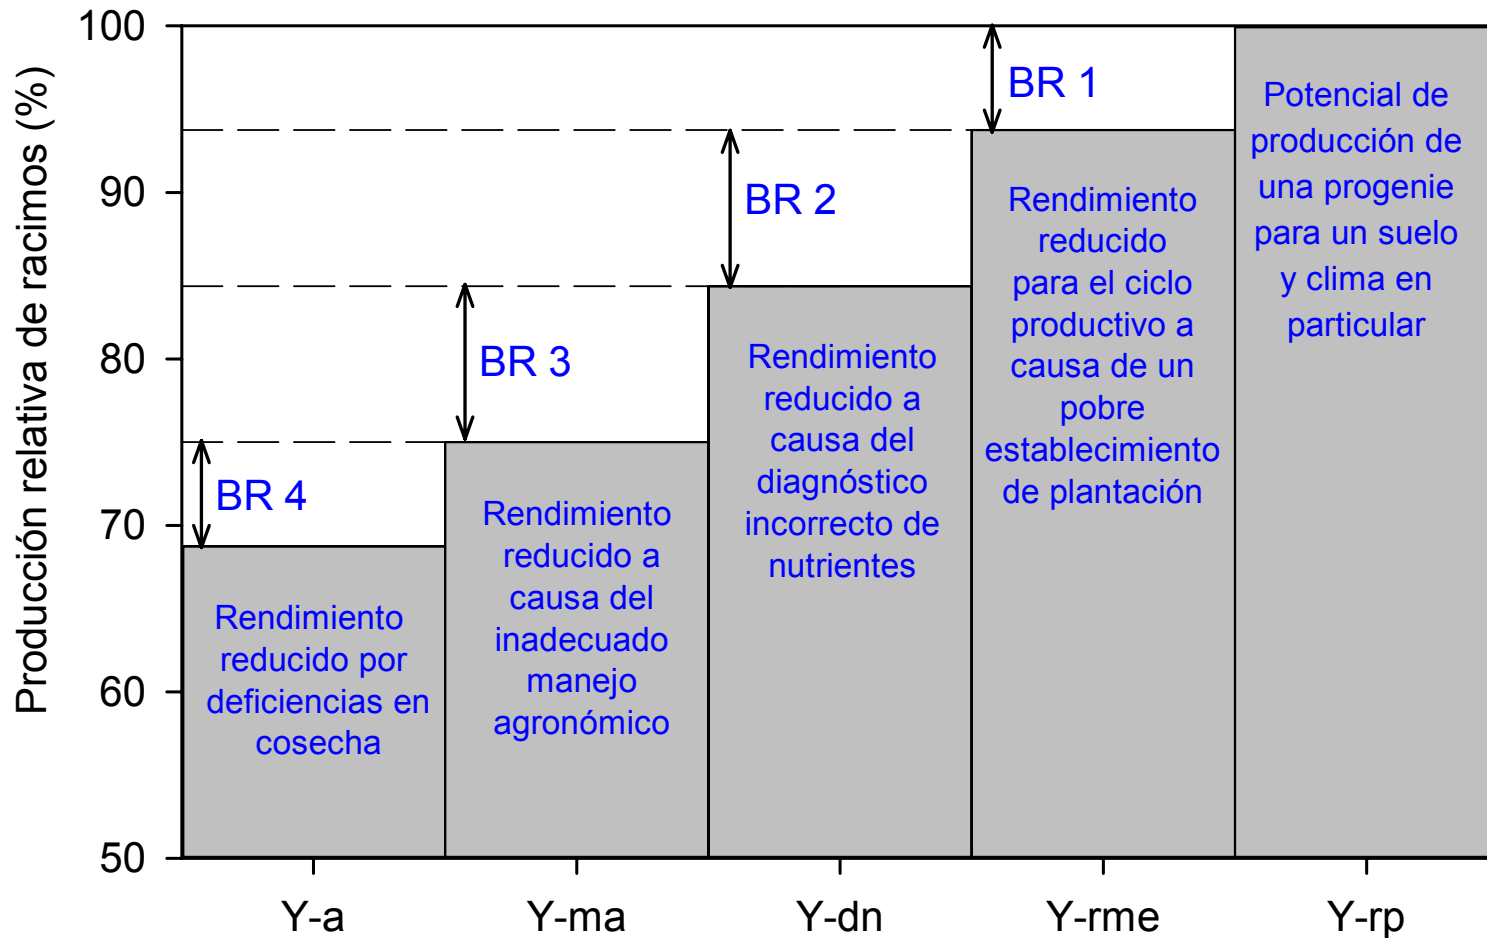 Producción relativa de racimos (%)
100
90
80
70
60
50
BR 1
BR 2
BR 3
BR 4
Rendimiento
reducido por
deficiencias en
cosecha
Rendimiento
reducido a
causa del
inadecuado
manejo
agronómico
Rendimiento
reducido a
causa del
diagnóstico
incorrecto de
nutrientes
Rendimiento
reducido
para el ciclo
productivo a
causa de un
pobre
establecimiento
de plantación
Potencial de
producción de
una progenie
para un suelo
y clima en
particular
Y-a
Y-ma
Y-dn
Y-rme
Y-rp